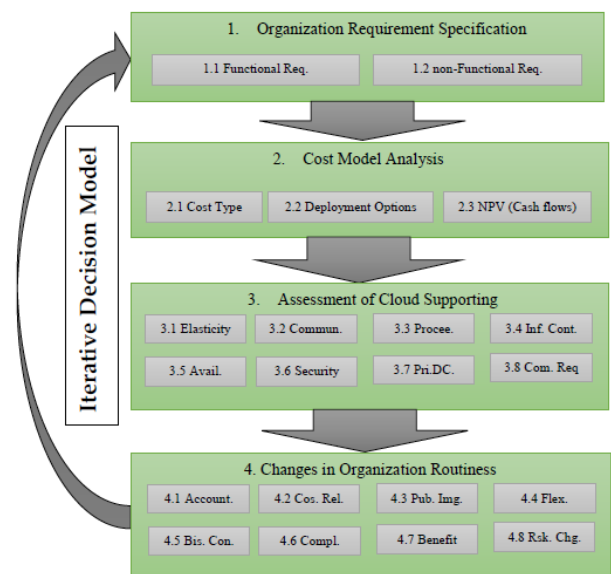 1. Organization Requirement Specification
1.1 Functional Req.
1.2 non-Functional Req.
Iterative Decision Model
2. Cost Model Analysis
2.1 Cost Type
2.2 Deployment Options
2.3 NPV (Cash flows)
3. Assessment of Cloud Supporting
3.1 Elasticity
3.2 Commun.
3.3 Procee.
3.4 Inf. Cont.
3.5 Avail.
3.6 Security
3.7 Pri.DC.
3.8 Com. Req
4. Changes in Organization Routiness
4.1 Account.
4.2 Cos. Rel.
4.3 Pub. Img.
4.4 Flex.
4.5 Bis. Con.
4.6 Compl.
4.7 Benefit
4.8 Rsk. Chg.